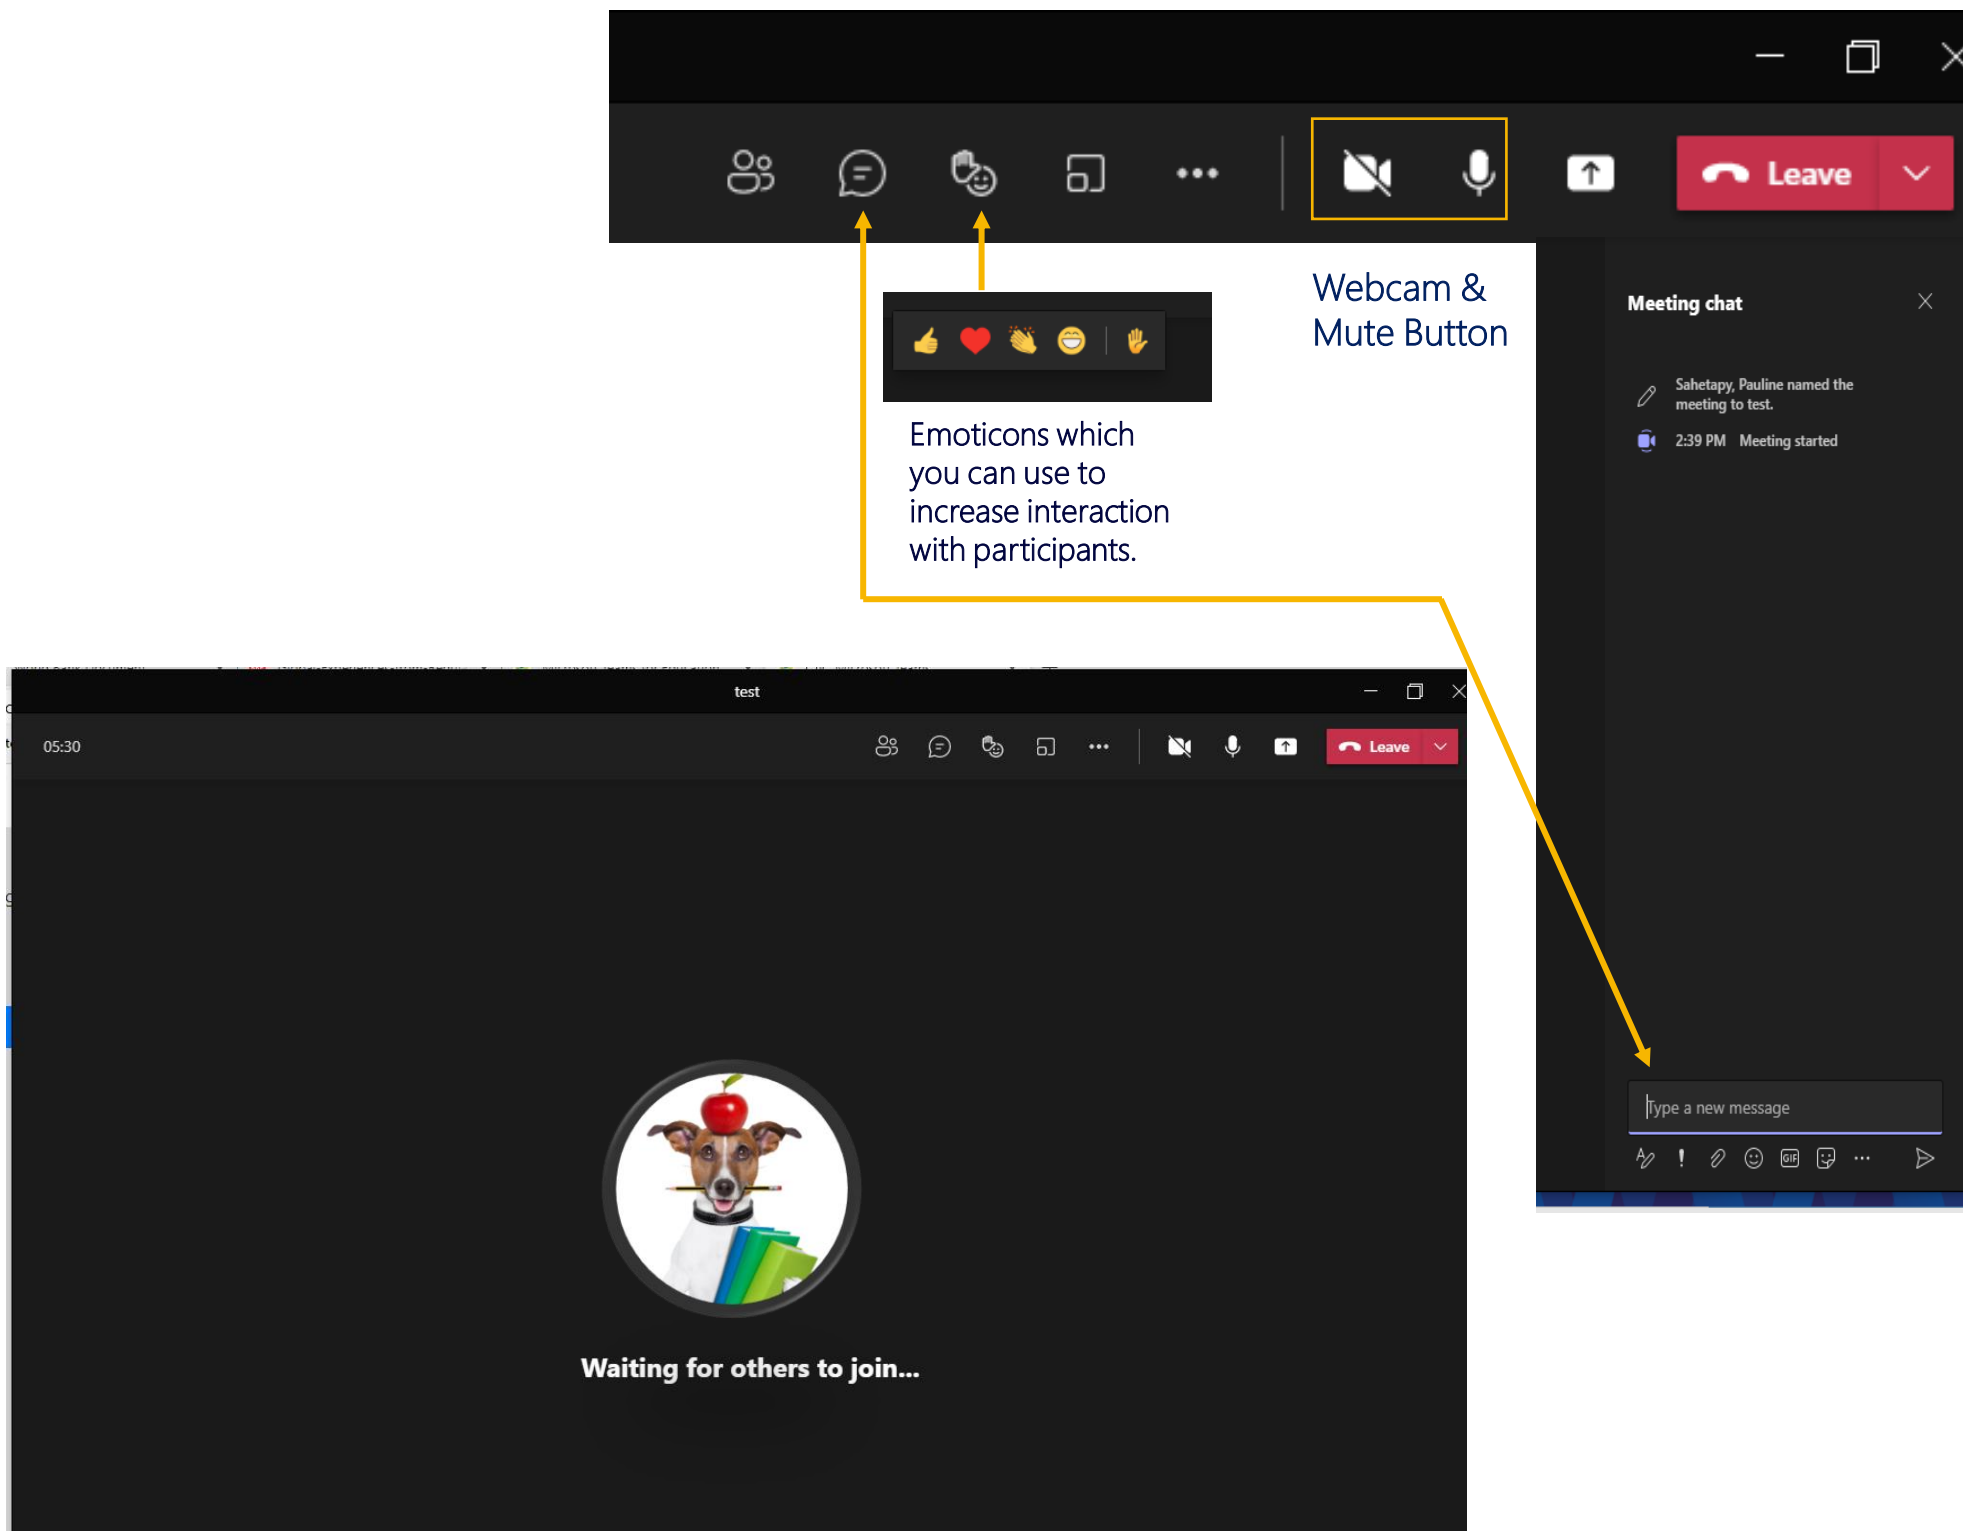 Leave
Webcam &
Mute Button
Meeting chat
Sahetapy, Pauline named the
meeting to test.
2:39 PM Meeting started
Emoticons which
you can use to
increase interaction
with participants.
test
05:30
Leave
Type a new message
GIF
Waiting for others to join...